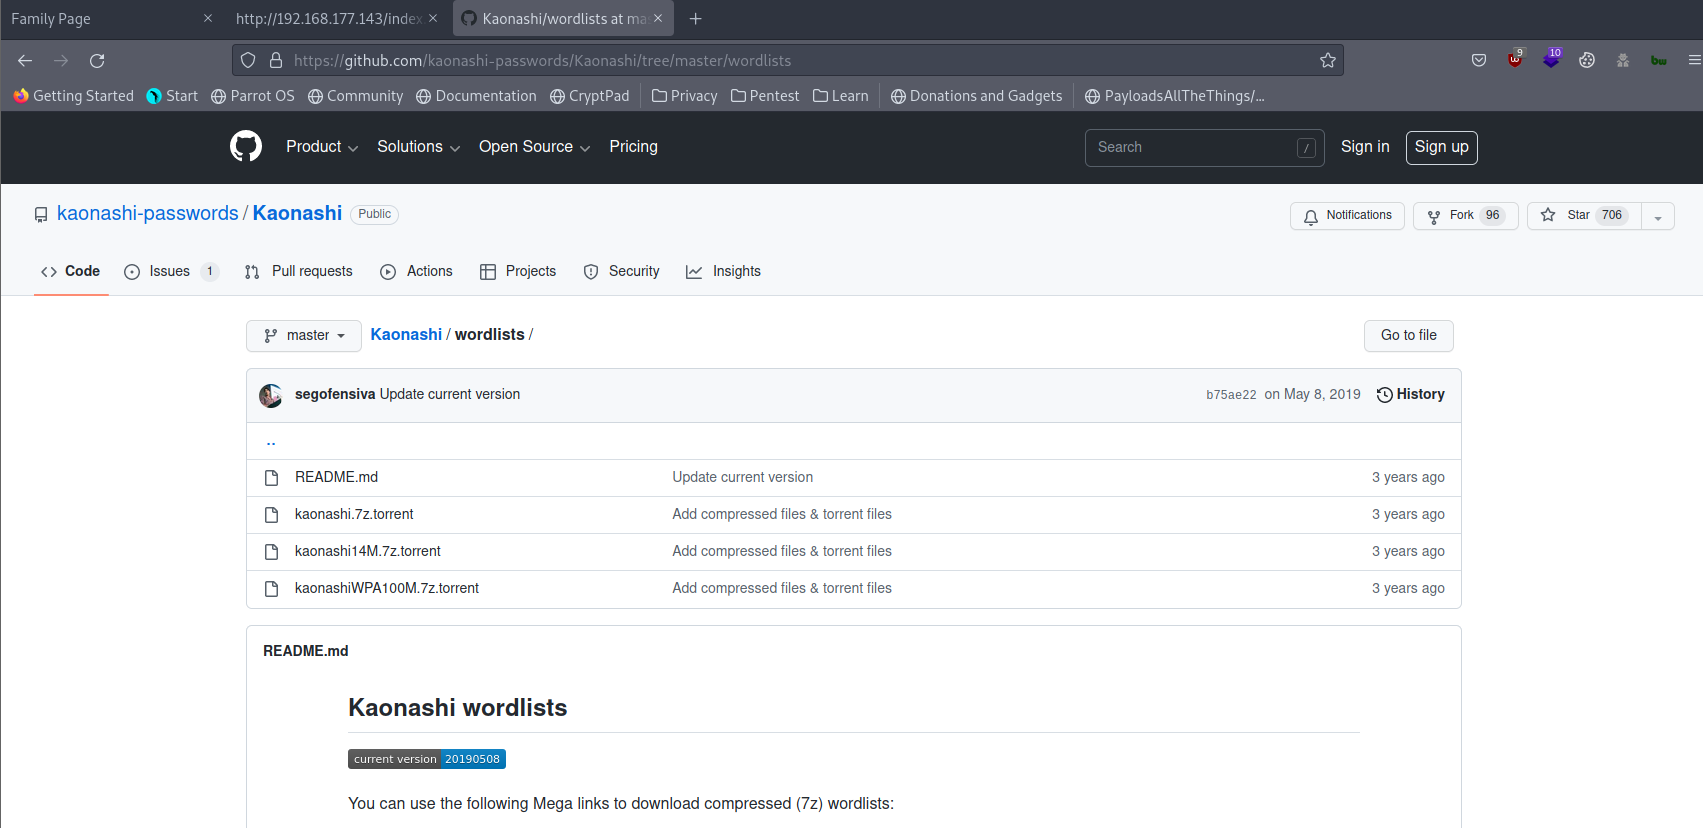 Family Page
http://192.168.177.143/index
Kaonashi/wordlists at ma
https://github.com/kaonashi-passwords/Kaonashi/tree/master/wordlists
9
10
Getting Started Start Parrot OS Community Documentation CryptPad Privacy Pentest Learn Donations and Gadgets PayloadsAllTheThings/...
Product Solutions Open Source Pricing Search / Sign in Sign up
kaonashi-passwords / Kaonashi Public Notifications Fork 96 Star 706
Code Issues 1 Pull requests Actions Projects Security Insights
master Kaonashi / wordlists / Go to file
segofensiva Update current version b75ae22 on May 8, 2019 History
..
README.md Update current version 3 years ago
kaonashi.7z.torrent Add compressed files & torrent files 3 years ago
kaonashi14M.7z.torrent Add compressed files & torrent files 3 years ago
kaonashiWPA100M.7z.torrent Add compressed files & torrent files 3 years ago
README.md
Kaonashi wordlists
current version 20190508
You can use the following Mega links to download compressed (7z) wordlists: